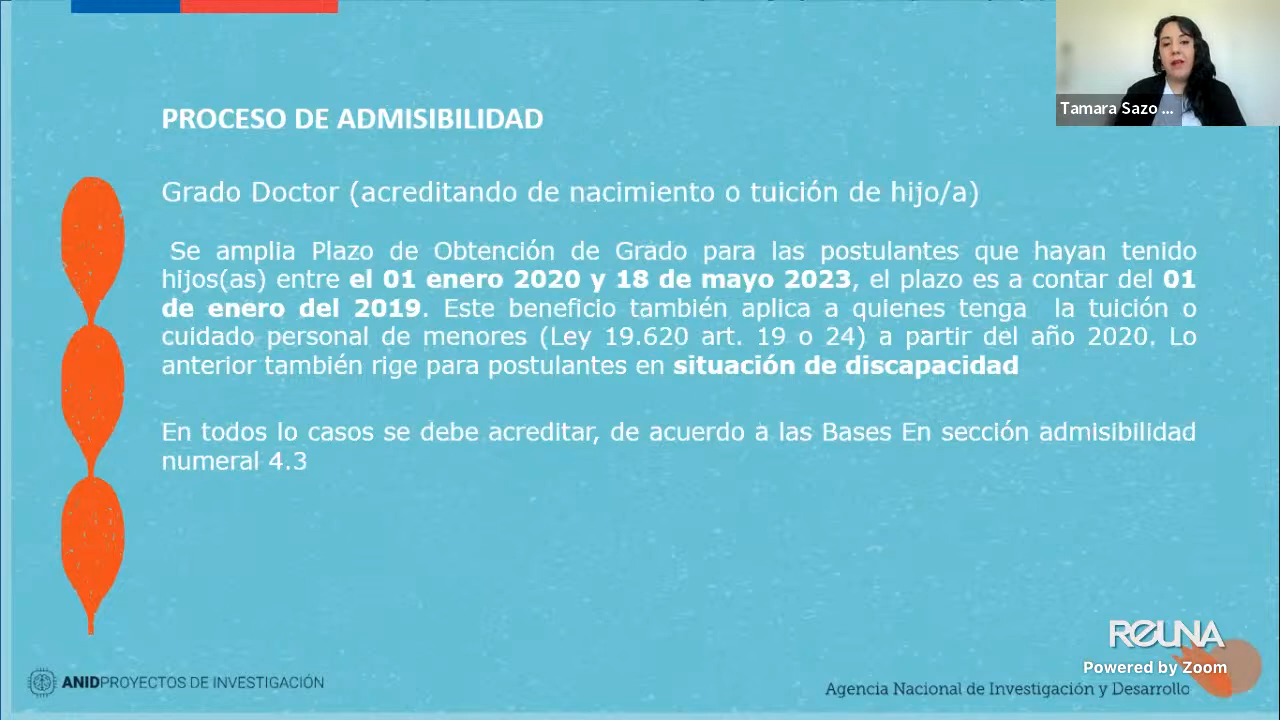 Tamara Sazo ...
PROCESO DE ADMISIBILIDAD
Grado Doctor (acreditando de nacimiento o tuición de hijo/a)
Se amplia Plazo de Obtención de Grado para las postulantes que hayan tenido
hijos(as) entre el 01 enero 2020 y 18 de mayo 2023, el plazo es a contar del 01
de enero del 2019. Este beneficio también aplica a quienes tenga la tuición o
cuidado personal de menores (Ley 19.620 art. 19 o 24) a partir del año 2020. Lo
anterior también rige para postulantes en situación de discapacidad
En todos lo casos se debe acreditar, de acuerdo a las Bases En sección admisibilidad
numeral 4.3
REUNA
Powered by Zoom
ANIDPROYECTOS DE INVESTIGACIÓN
Agencia Nacional de Investigación y Desarrollo